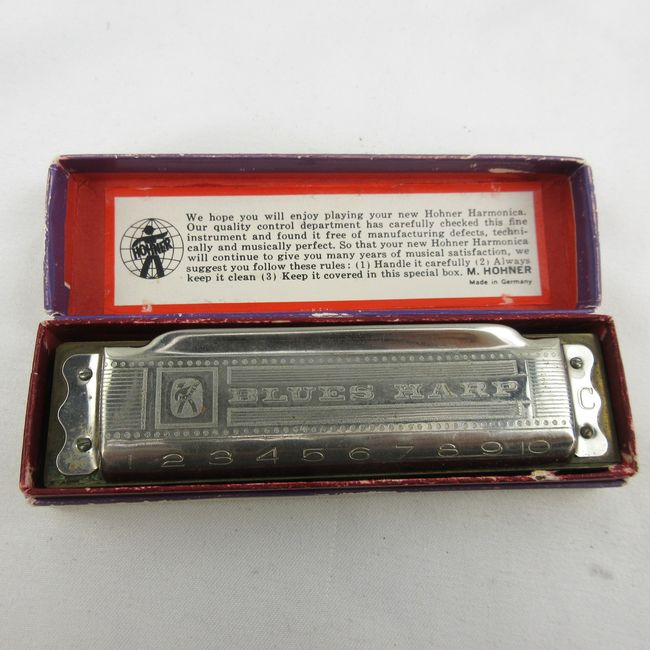 We hope you will enjoy playing your new Hohner Harmonica.
Our quality control department has carefully checked this fine
instrument and found it free of manufacturing defects, techni-
cally and musically perfect. So that your new Hohner Harmonica
will continue to give you many years of musical satisfaction, we
suggest you follow these rules: (1) Handle it carefully (2) Always
keep it clean (3) Keep it covered in this special box. M. HOHNER
Made in Germany
HOHNER
BLUES HARP
C
1 2 3 4 5 6 7 8 9 10